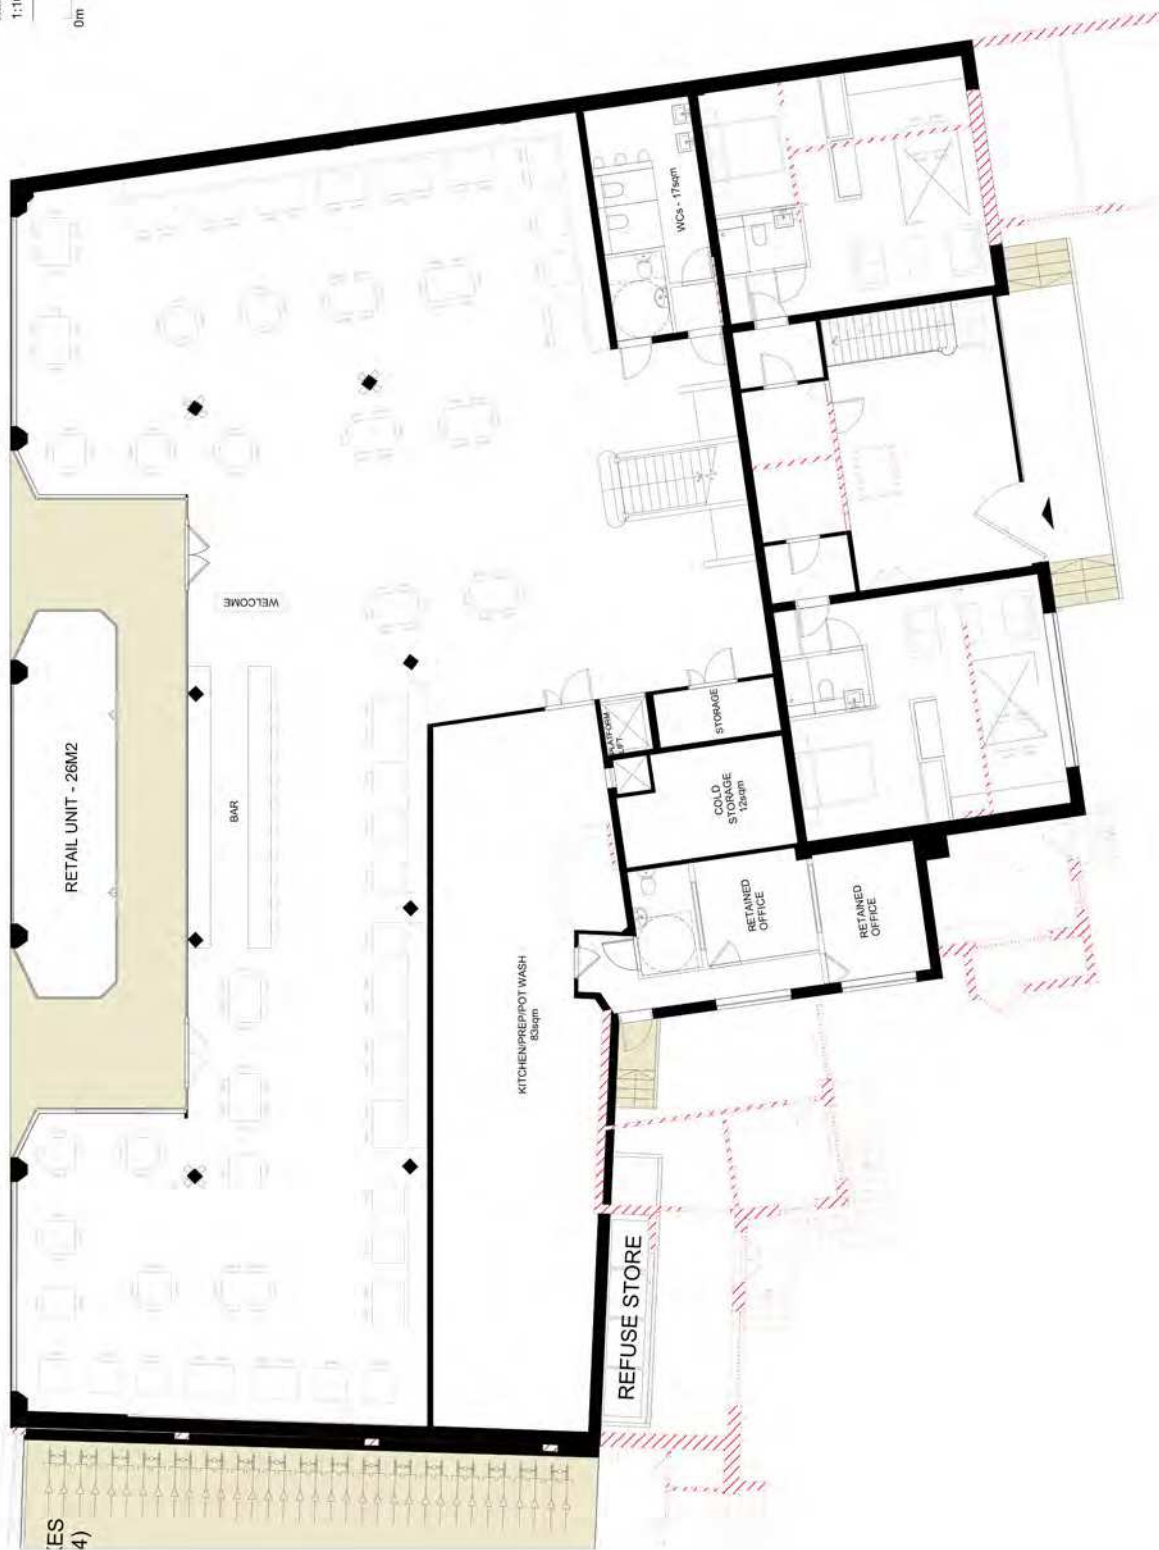 0m
RETAIL UNIT - 26M2
WELCOME
BAR
WCs - 17sqm
PLATFORM
LIFT
STORAGE
COLD
STORAGE
12sqm
RETAINED
OFFICE
RETAINED
OFFICE
KITCHEN/PREP/POT WASH
83sqm
REFUSE STORE